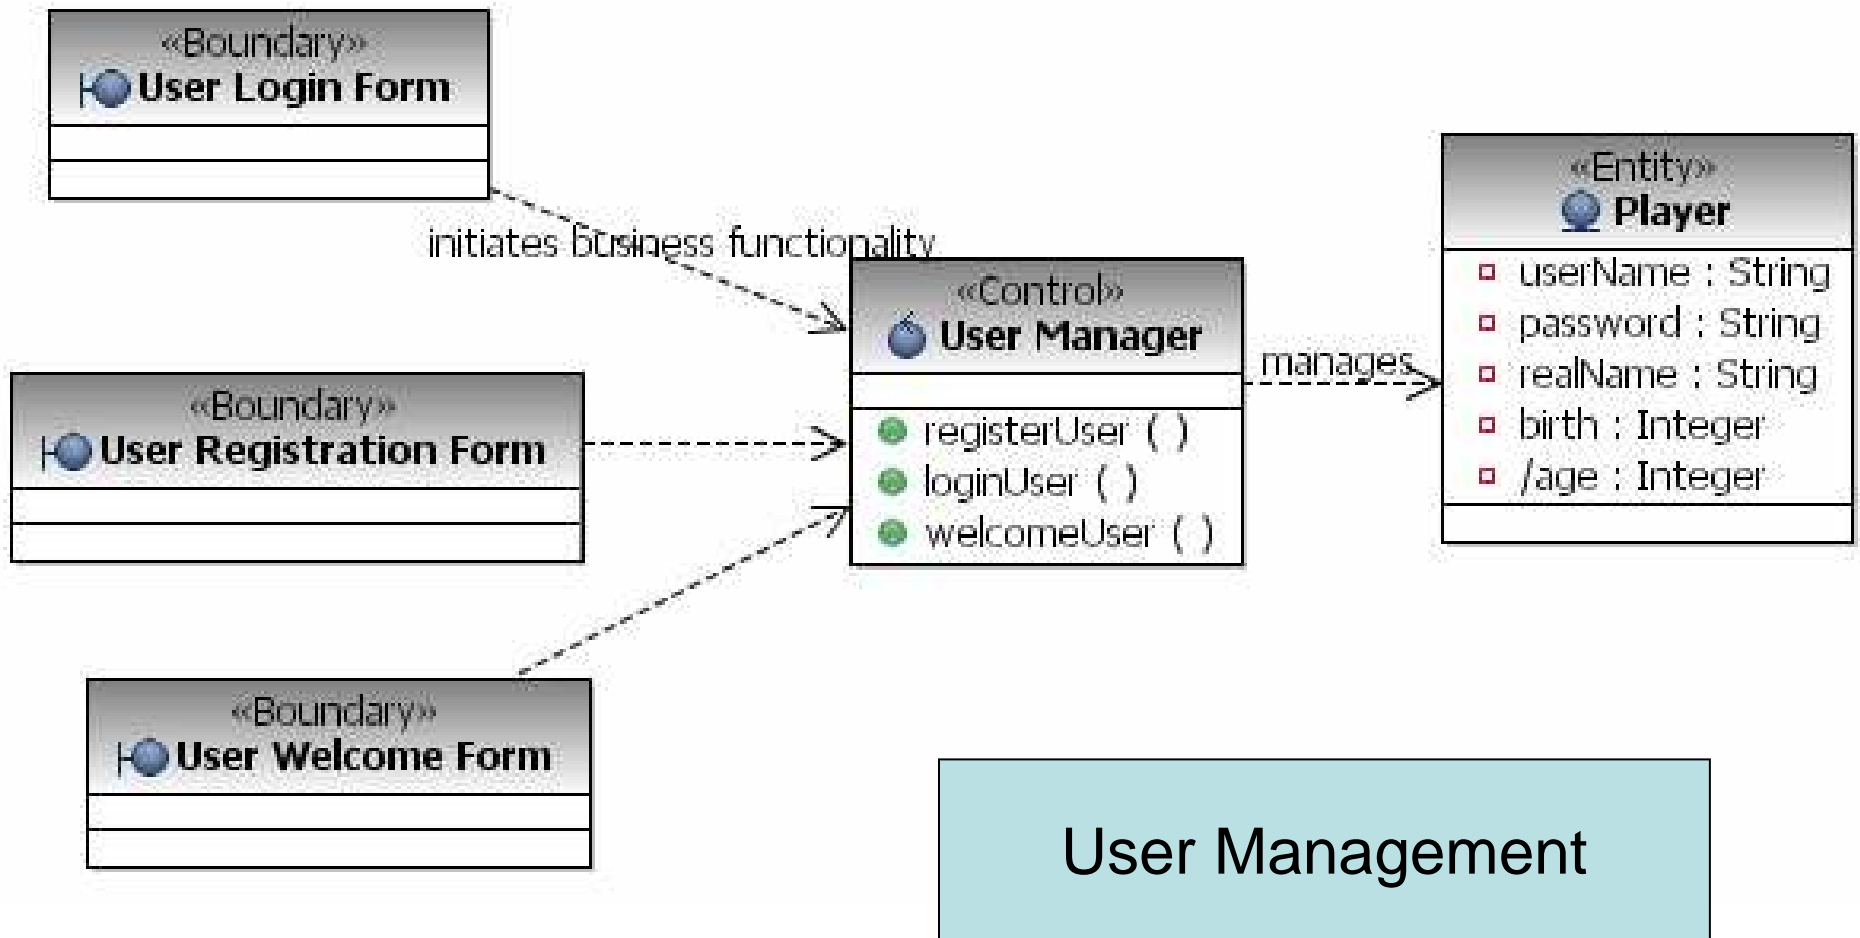 «Boundary»
User Login Form
initiates business functionality
«Boundary»
User Registration Form
«Boundary»
User Welcome Form
«Control»
User Manager
registerUser ( )
loginUser ( )
welcomeUser ( )
manages
«Entity»
Player
userName : String
password : String
realName : String
birth : Integer
/age : Integer
User Management